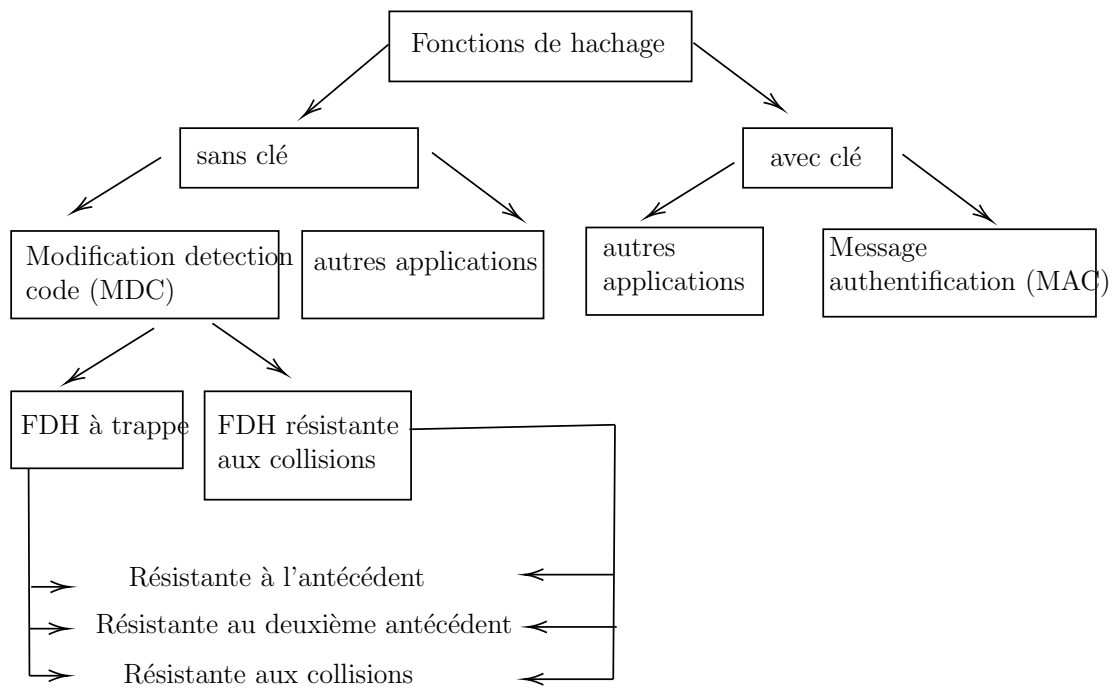 Fonctions de hachage
sans clé
avec clé
Modification detection
code (MDC)
autres applications
autres
applications
Message
authentification (MAC)
FDH à trappe
FDH résistante
aux collisions
Résistante à l'antécédent
Résistante au deuxième antécédent
Résistante aux collisions